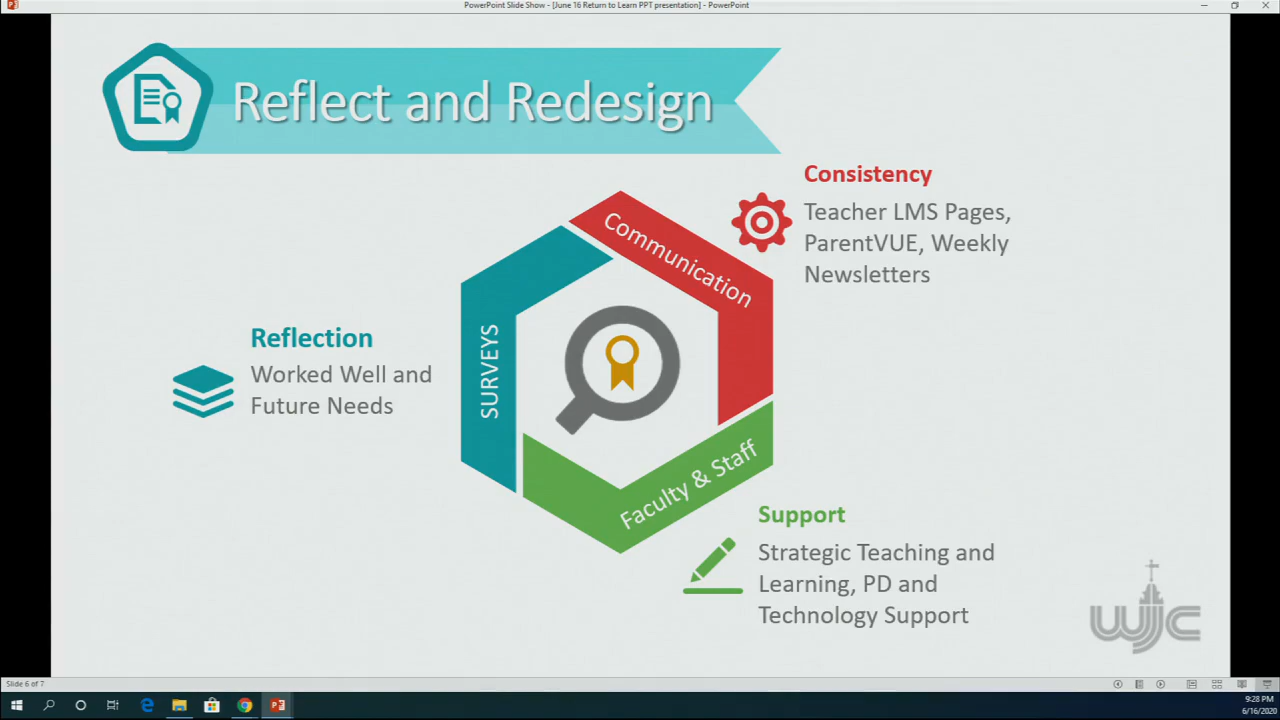 PowerPoint Slide Show - [June 16 Return to Learn PPT presentation] - PowerPoint
Reflect and Redesign
Consistency
Teacher LMS Pages,
ParentVUE, Weekly
Newsletters
Communication
Reflection
Worked Well and
Future Needs
SURVEYS
Faculty & Staff
Support
Strategic Teaching and
Learning, PD and
Technology Support
WJC
Slide 6 of 7
9:28 PM
6/16/2020